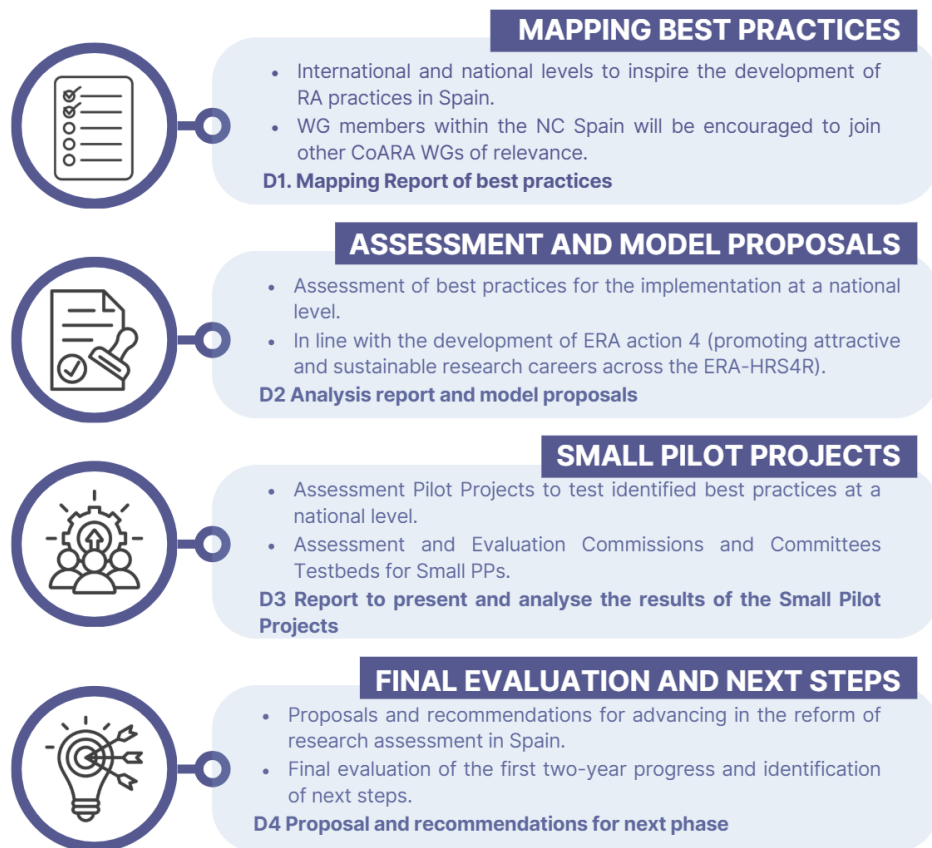 MAPPING BEST PRACTICES
• International and national levels to inspire the development of
RA practices in Spain.
• WG members within the NC Spain will be encouraged to join
other CoARA WGs of relevance.
D1. Mapping Report of best practices
ASSESSMENT AND MODEL PROPOSALS
• Assessment of best practices for the implementation at a national
level.
• In line with the development of ERA action 4 (promoting attractive
and sustainable research careers across the ERA-HRS4R).
D2 Analysis report and model proposals
SMALL PILOT PROJECTS
• Assessment Pilot Projects to test identified best practices at a
national level.
• Assessment and Evaluation Commissions and Committees
Testbeds for Small PPs.
D3 Report to present and analyse the results of the Small Pilot
Projects
FINAL EVALUATION AND NEXT STEPS
• Proposals and recommendations for advancing in the reform of
research assessment in Spain.
• Final evaluation of the first two-year progress and identification
of next steps.
D4 Proposal and recommendations for next phase